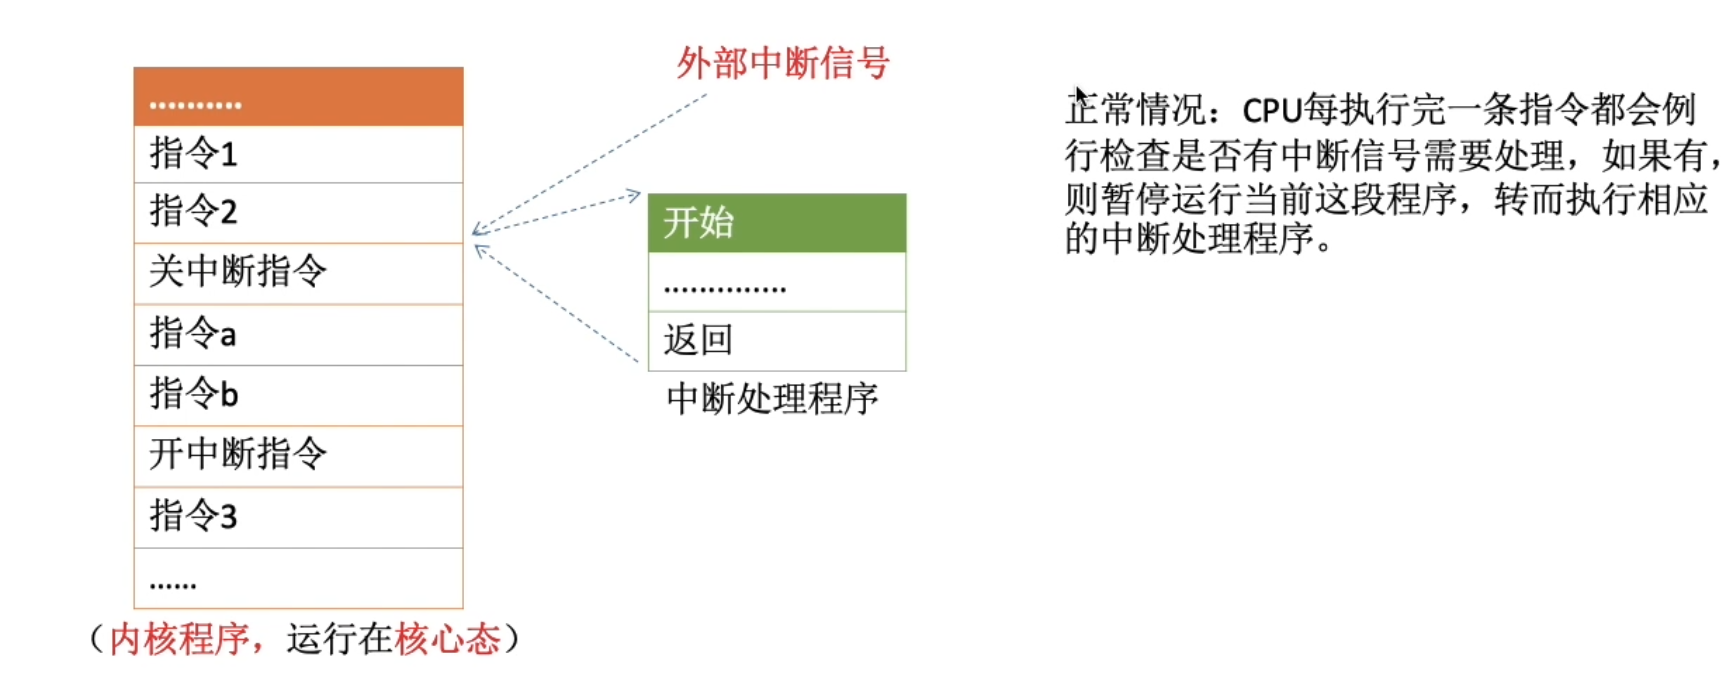 ..........
指令1
指令2
关中断指令
指令a
指令b
开中断指令
指令3
......
（内核程序，运行在核心态）
外部中断信号
开始
..............
返回
中断处理程序
正常情况：CPU每执行完一条指令都会例
行检查是否有中断信号需要处理，如果有，
则暂停运行当前这段程序，转而执行相应
的中断处理程序。